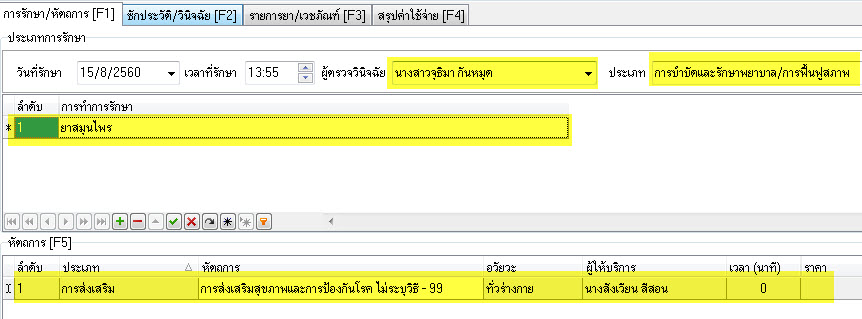 การรักษา/หัตถการ [F1] ซักประวัติ/วินิจฉัย [F2] รายการยา/เวชภัณฑ์ [F3] สรุปค่าใช้จ่าย [F4]
ประเภทการรักษา
วันที่รักษา 15/8/2560 เวลาที่รักษา 13:55 ผู้ตรวจวินิจฉัย นางสาวจุธิมา กันหมุด ประเภท การบำบัดและรักษาพยาบาล/การฟื้นฟูสภาพ
ลำดับ การทำการรักษา
* 1 ยาสมุนไพร
หัตถการ [F5]
ลำดับ ประเภท หัตถการ อวัยวะ ผู้ให้บริการ เวลา (นาที) ราคา
1 การส่งเสริม การส่งเสริมสุขภาพและการป้องกันโรค ไม่ระบุวิธี - 99 ทั่วร่างกาย นางสังเวียน สีสอน 0